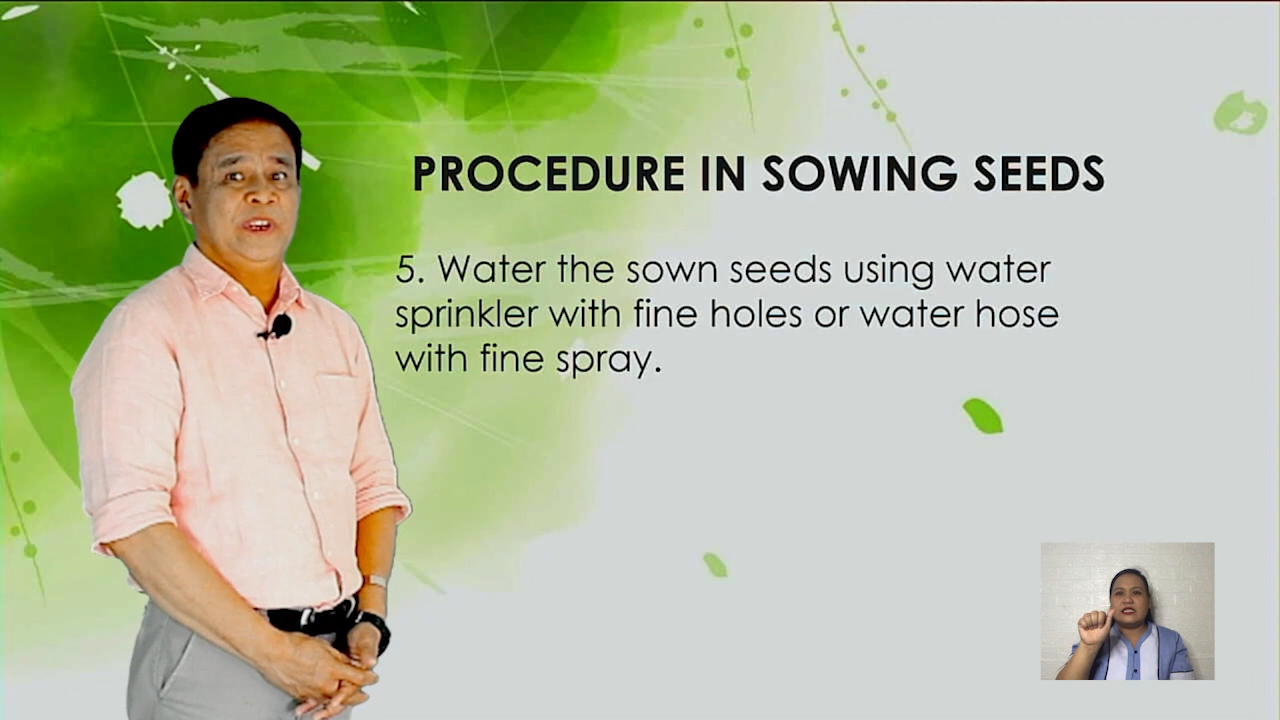 PROCEDURE IN SOWING SEEDS
5. Water the sown seeds using water
sprinkler with fine holes or water hose
with fine spray.